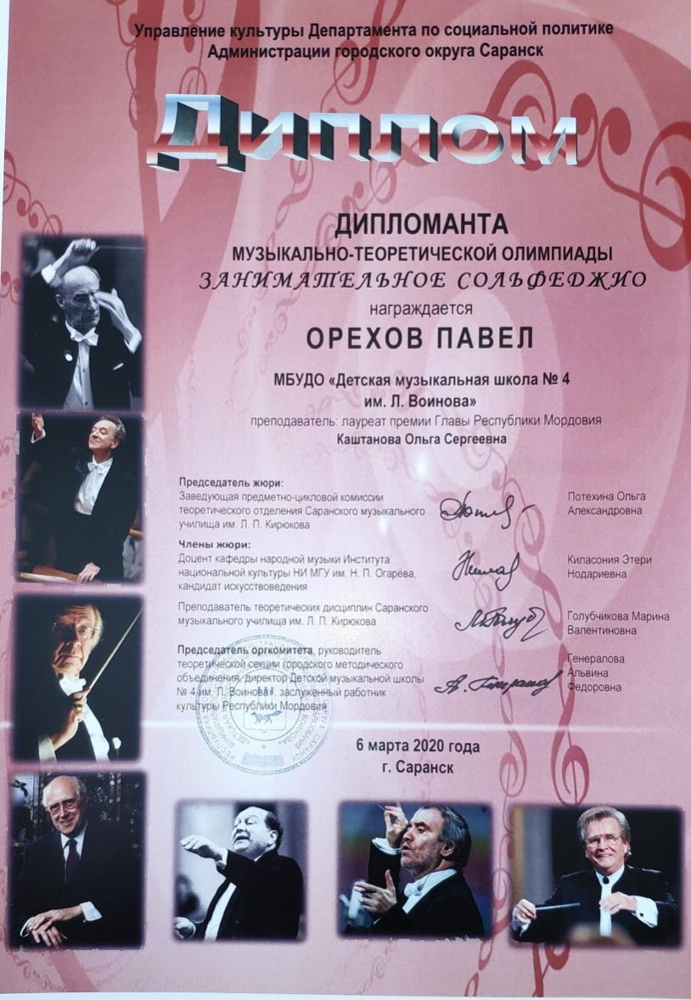 Управление культуры Департамента по социальной политике
Администрации городского округа Саранск
Диплом
ДИПЛОМАНТА
МУЗЫКАЛЬНО-ТЕОРЕТИЧЕСКОЙ ОЛИМПИАДЫ
ЗАНИМАТЕЛЬНОЕ СОЛЬФЕДЖИО
награждается
ОРЕХОВ ПАВЕЛ
МБУДО «Детская музыкальная школа № 4
им. Л. Воинова»
преподаватель: лауреат премии Главы Республики Мордовия
Каштанова Ольга Сергеевна
Председатель жюри:
Заведующая предметно-цикловой комиссии
теоретического отделения Саранского музыкального
училища им. Л. П. Кирюкова
Потехина Ольга
Александровна
Члены жюри:
Доцент кафедры народной музыки Института
национальной культуры НИ МГУ им. Н. П. Огарёва,
кандидат искусствоведения
Киласония Этери
Нодариевна
Преподаватель теоретических дисциплин Саранского
музыкального училища им. Л. П. Кирюкова
Голубчикова Марина
Валентиновна
Председатель оргкомитета, руководитель
теоретической секции городского методического
объединения, директор Детской музыкальной школы
№ 4 им. Л. Воинова, заслуженный работник
культуры Республики Мордовия
Генералова
Альвина
Федоровна
6 марта 2020 года
г. Саранск